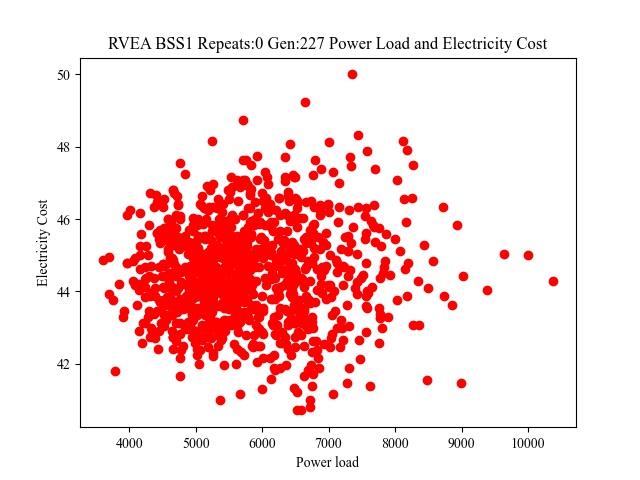 RVEA BSS1 Repeats:0 Gen:227 Power Load and Electricity Cost
50
48
46
44
42
Electricity Cost
4000 5000 6000 7000 8000 9000 10000
Power load